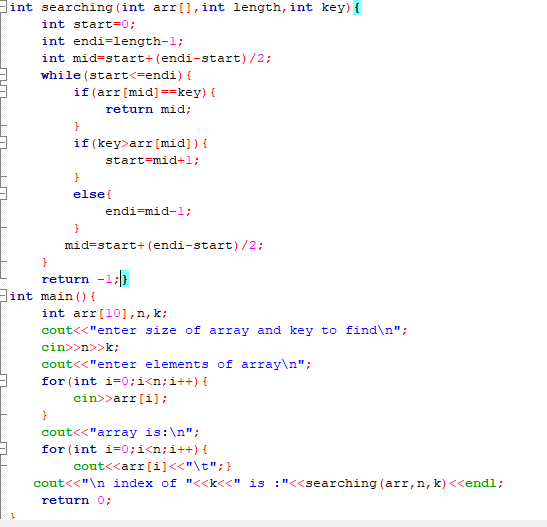 int searching(int arr[],int length,int key){
int start=0;
int endi=length-1;
int mid=start+(endi-start)/2;
while(start<=endi){
if(arr[mid]==key){
return mid;
}
if(key>arr[mid]){
start=mid+1;
}
else{
endi=mid-1;
}
mid=start+(endi-start)/2;
}
return -1;}
int main(){
int arr[10],n,k;
cout<<"enter size of array and key to find\n";
cin>>n>>k;
cout<<"enter elements of array\n";
for(int i=0;i<n;i++){
cin>>arr[i];
}
cout<<"array is:\n";
for(int i=0;i<n;i++){
cout<<arr[i]<<"\t";}
cout<<"\n index of "<<k<<" is :"<<searching(arr,n,k)<<endl;
return 0;
}